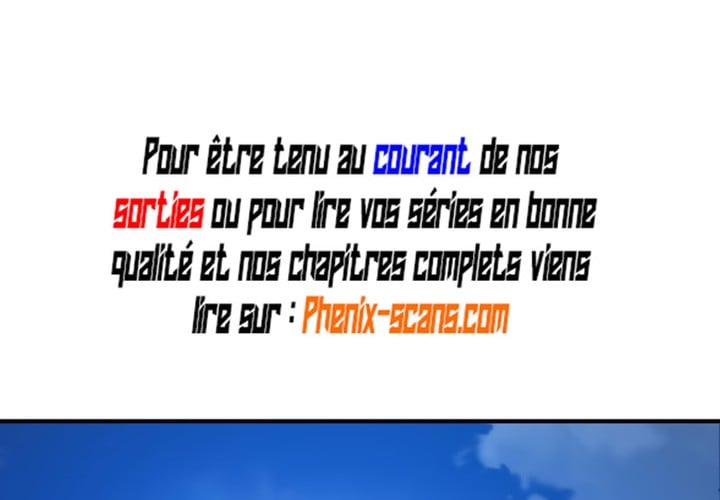 Pour être tenu au courant de nos
sorties ou pour lire vos séries en bonne
qualité et nos chapitres complets viens
lire sur : Phenix-scans.com